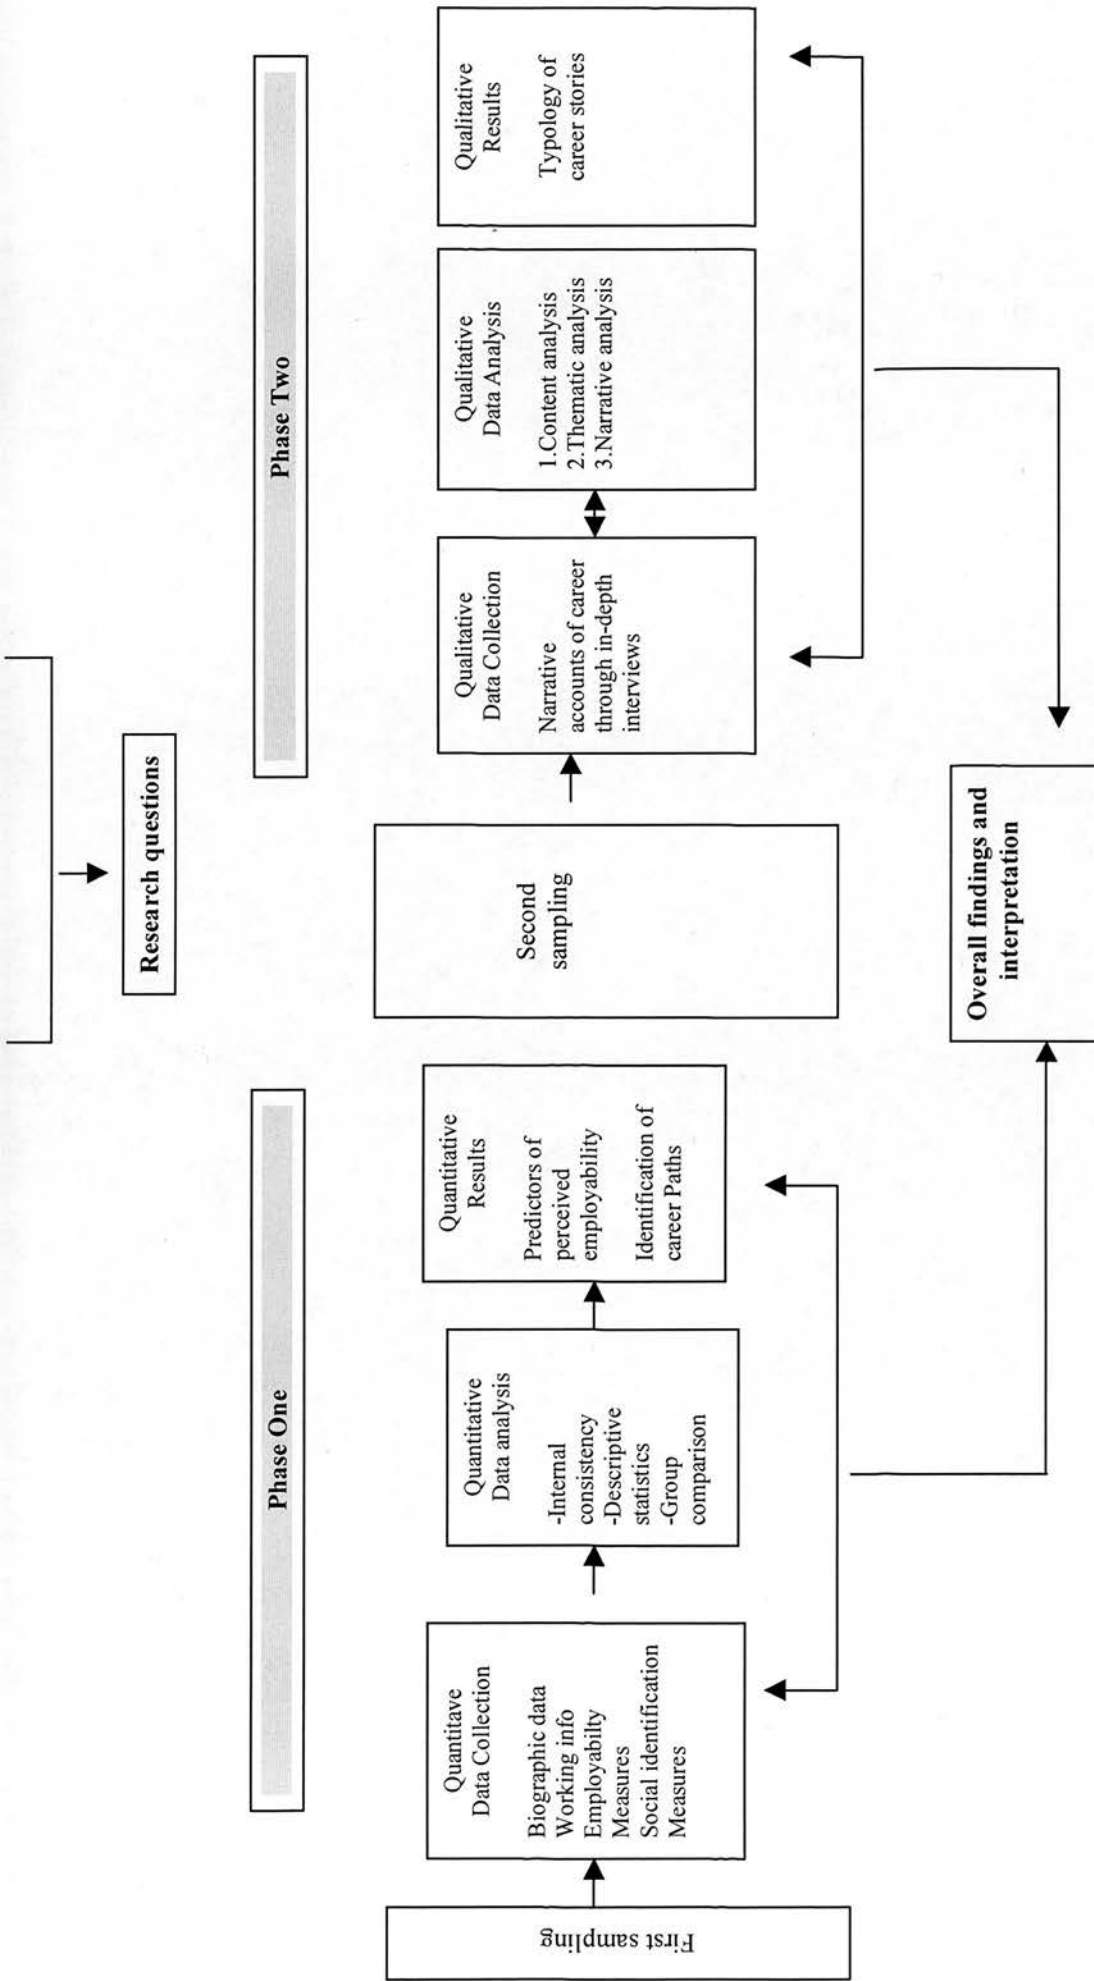 Research questions
Phase One
Phase Two
First sampling
Quantitave
Data Collection
Biographic data
Working info
Employabilty
Measures
Social identification
Measures
Quantitative
Data analysis
-Internal
consistency
-Descriptive
statistics
-Group
comparison
Quantitative
Results
Predictors of
perceived
employability
Identification of
career Paths
Second
sampling
Qualitative
Data Collection
Narrative
accounts of career
through in-depth
interviews
Qualitative
Data Analysis
1.Content analysis
2.Thematic analysis
3.Narrative analysis
Qualitative
Results
Typology of
career stories
Overall findings and
interpretation